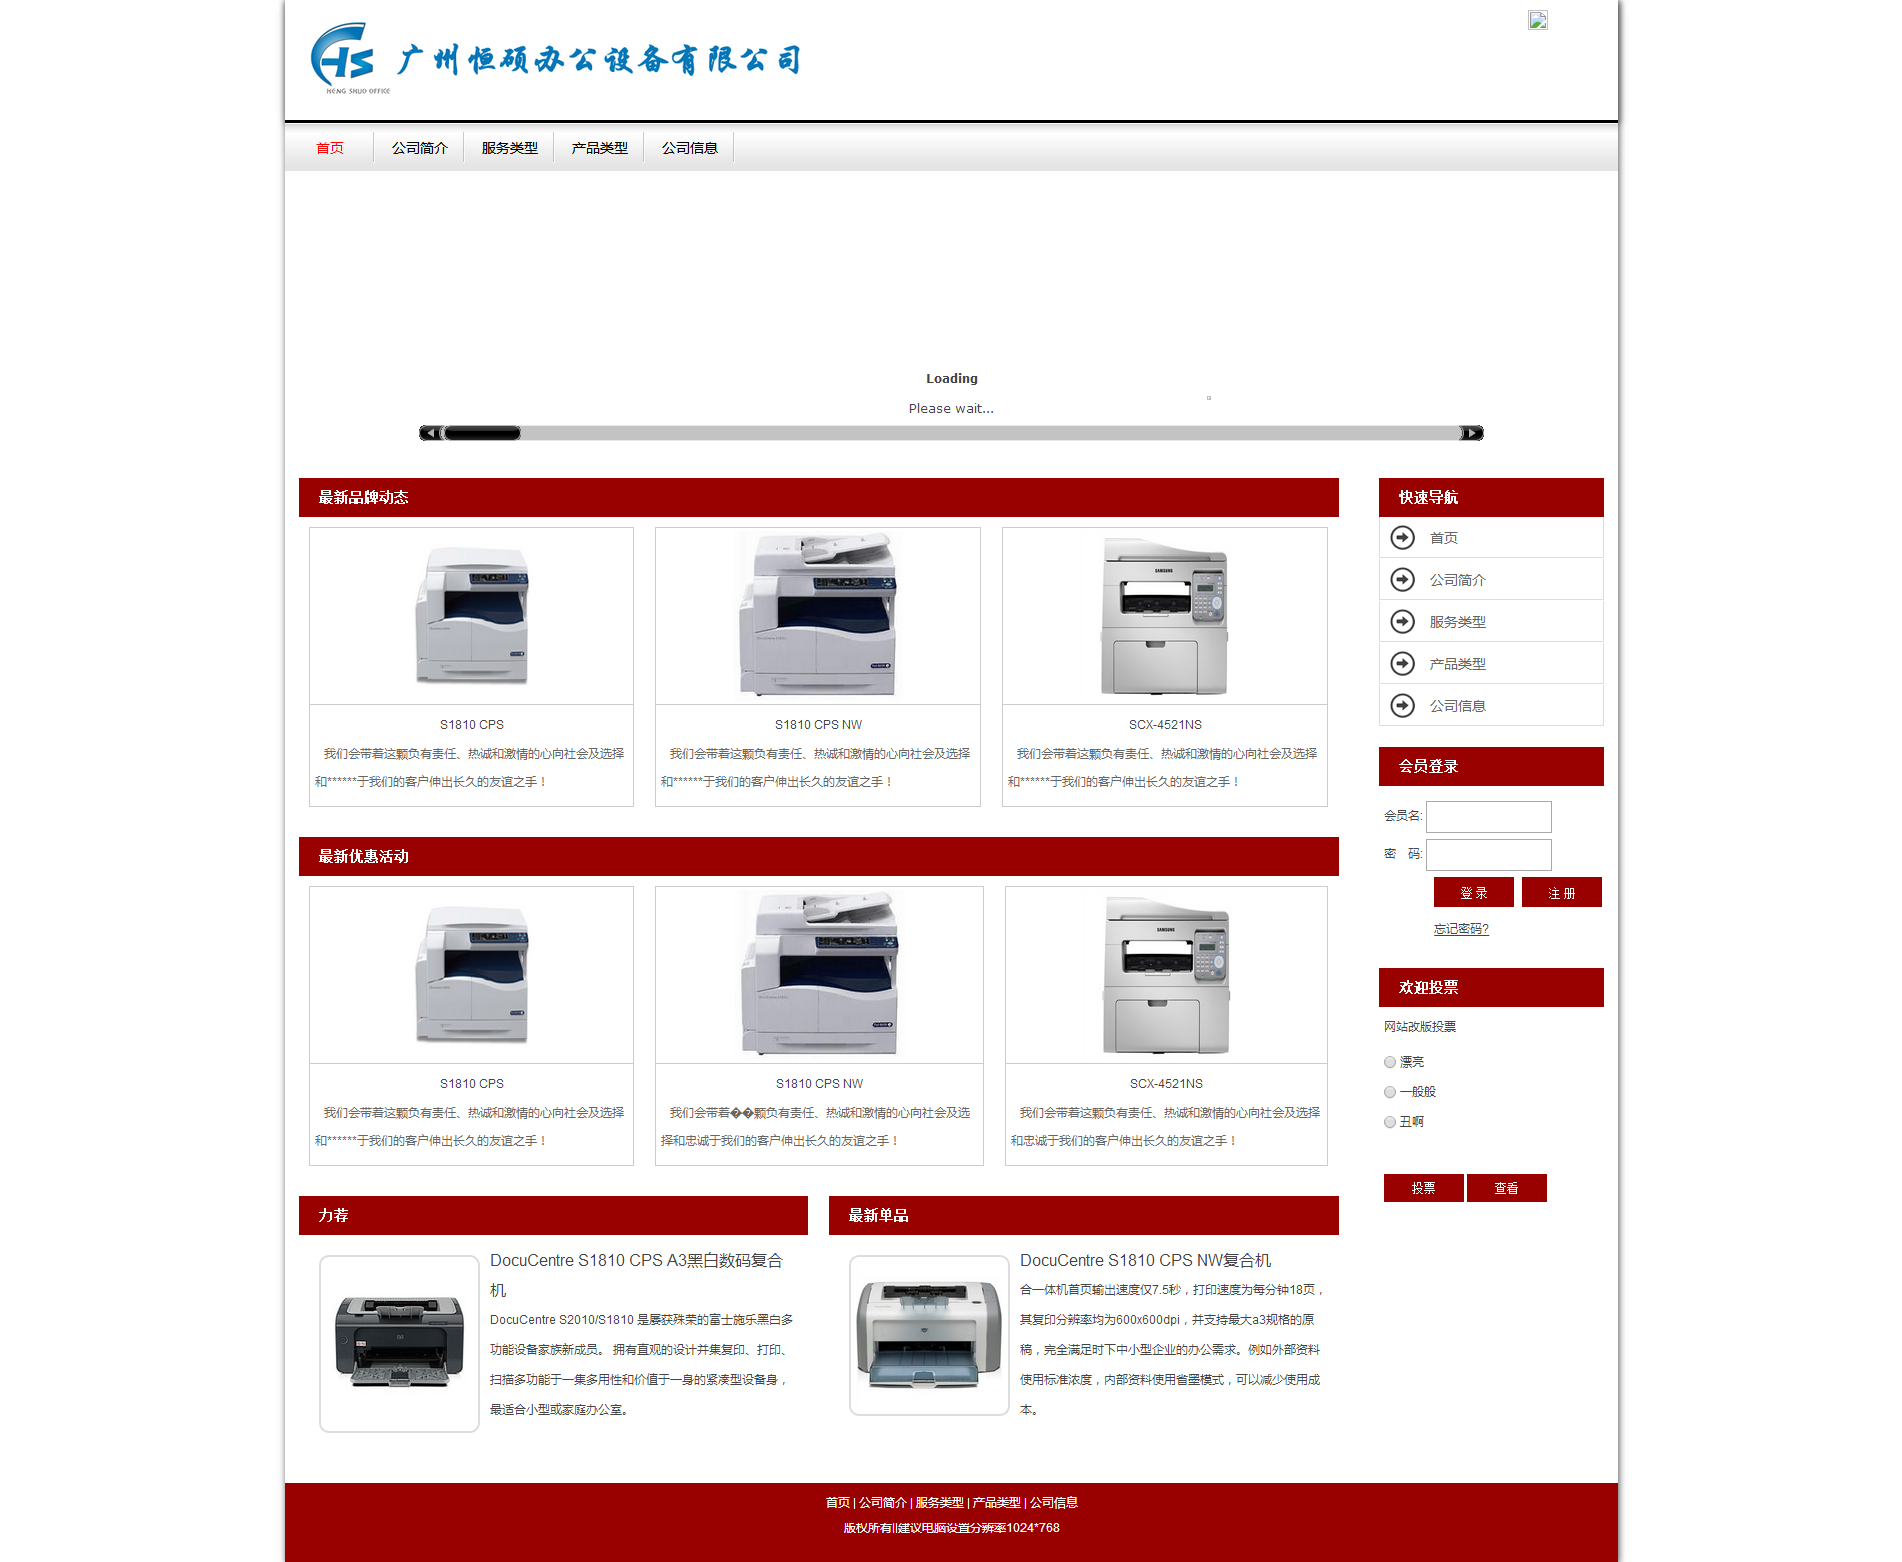 HS
HENG SHUO OFFICE
广州恒硕办公设备有限公司
首页 公司简介 服务类型 产品类型 公司信息
Loading
Please wait...
最新品牌动态
SAMSUNG
S1810 CPS
我们会带着这颗负有责任、热诚和激情的心向社会及选择
和******于我们的客户伸出长久的友谊之手！
S1810 CPS NW
我们会带着这颗负有责任、热诚和激情的心向社会及选择
和******于我们的客户伸出长久的友谊之手！
SCX-4521NS
我们会带着这颗负有责任、热诚和激情的心向社会及选择
和******于我们的客户伸出长久的友谊之手！
最新优惠活动
SAMSUNG
S1810 CPS
我们会带着这颗负有责任、热诚和激情的心向社会及选择
和******于我们的客户伸出长久的友谊之手！
S1810 CPS NW
我们会带着��颗负有责任、热诚和激情的心向社会及选
择和忠诚于我们的客户伸出长久的友谊之手！
SCX-4521NS
我们会带着这颗负有责任、热诚和激情的心向社会及选择
和忠诚于我们的客户伸出长久的友谊之手！
力荐
DocuCentre S1810 CPS A3黑白数码复合
机
DocuCentre S2010/S1810 是屡获殊荣的富士施乐黑白多
功能设备家族新成员。 拥有直观的设计并集复印、打印、
扫描多功能于一集多用性和价值于一身的紧凑型设备身，
最适合小型或家庭办公室。
最新单品
DocuCentre S1810 CPS NW复合机
合一体机首页输出速度仅7.5秒，打印速度为每分钟18页，
其复印分辨率均为600x600dpi，并支持最大a3规格的原
稿，完全满足时下中小型企业的办公需求。例如外部资料
使用标准浓度，内部资料使用省墨模式，可以减少使用成
本。
快速导航
首页
公司简介
服务类型
产品类型
公司信息
会员登录
会员名:
密 码:
登 录 注 册
忘记密码?
欢迎投票
网站改版投票
漂亮
一般般
丑啊
投票 查看
首页 | 公司简介 | 服务类型 | 产品类型 | 公司信息
版权所有||建议电脑设置分辨率1024*768